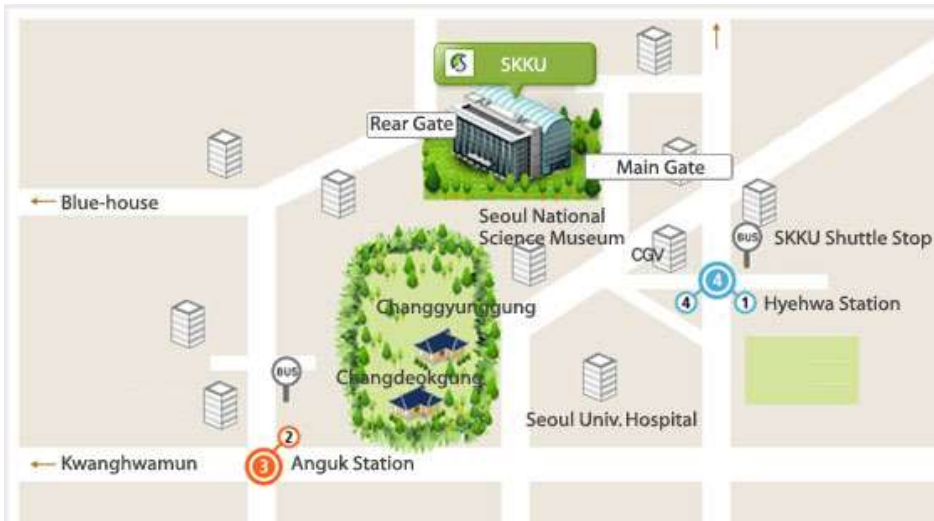 SKKU
Rear Gate
Main Gate
← Blue-house
Seoul National
Science Museum
CGV
BUS
SKKU Shuttle Stop
4
4
1
Hyehwa Station
Changgyunggung
BUS
Changdeokgung
Seoul Univ. Hospital
2
← Kwanghwamun
3
Anguk Station